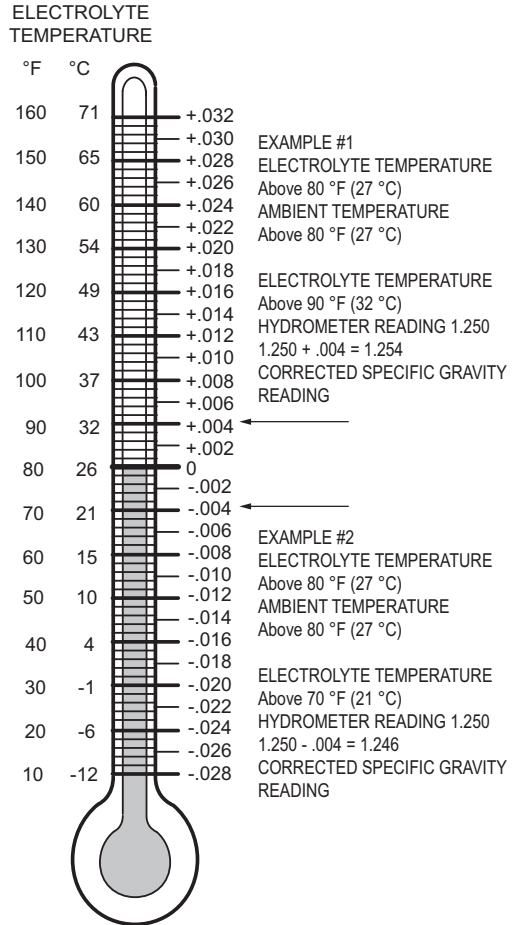 ELECTROLYTE
TEMPERATURE
°F °C
160 71 +.032
+.030
150 65 +.028
+.026
140 60 +.024
+.022
130 54 +.020
+.018
120 49 +.016
+.014
110 43 +.012
+.010
100 37 +.008
+.006
90 32 +.004
+.002
80 26 0
-.002
70 21 -.004
-.006
60 15 -.008
-.010
50 10 -.012
-.014
40 4 -.016
-.018
30 -1 -.020
-.022
20 -6 -.024
-.026
10 -12 -.028
EXAMPLE #1
ELECTROLYTE TEMPERATURE
Above 80 °F (27 °C)
AMBIENT TEMPERATURE
Above 80 °F (27 °C)
ELECTROLYTE TEMPERATURE
Above 90 °F (32 °C)
HYDROMETER READING 1.250
1.250 + .004 = 1.254
CORRECTED SPECIFIC GRAVITY
READING
EXAMPLE #2
ELECTROLYTE TEMPERATURE
Above 80 °F (27 °C)
AMBIENT TEMPERATURE
Above 80 °F (27 °C)
ELECTROLYTE TEMPERATURE
Above 70 °F (21 °C)
HYDROMETER READING 1.250
1.250 - .004 = 1.246
CORRECTED SPECIFIC GRAVITY
READING